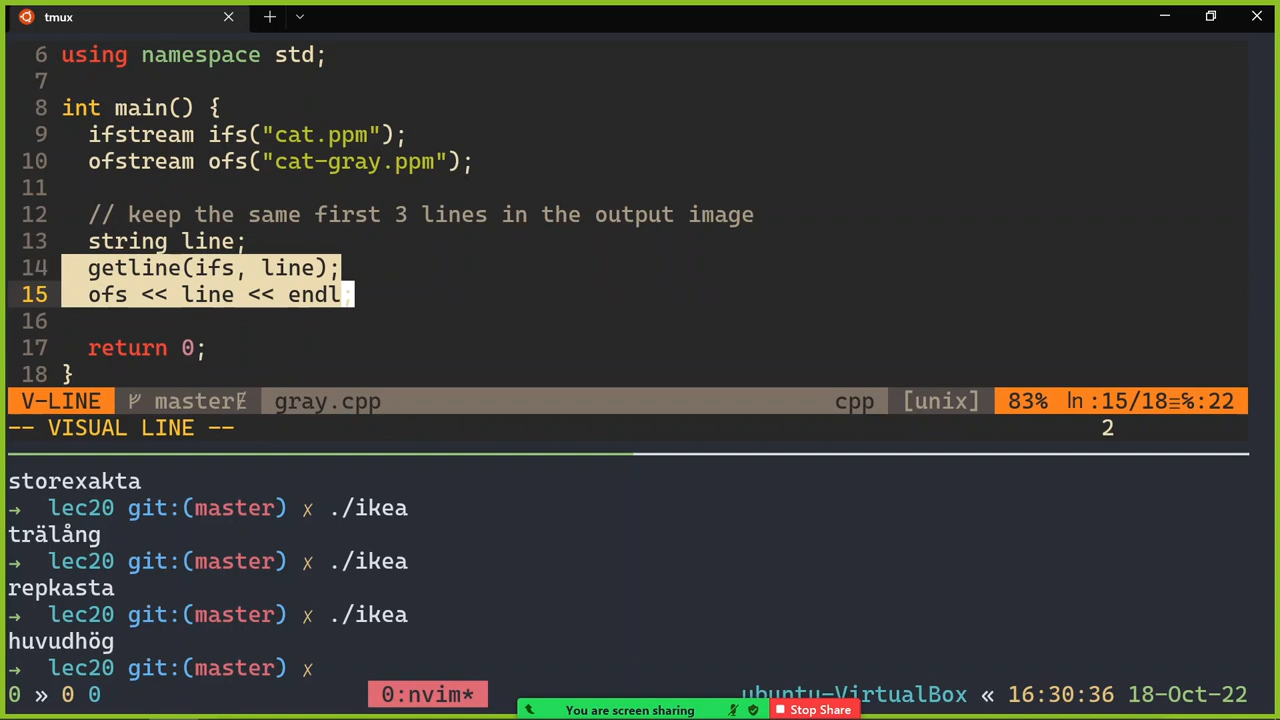 tmux
6 using namespace std;
7
8 int main() {
9 ifstream ifs("cat.ppm");
10 ofstream ofs("cat-gray.ppm");
11
12 // keep the same first 3 lines in the output image
13 string line;
14 getline(ifs, line);
15 ofs << line << endl;
16
17 return 0;
18 }
V-LINE master gray.cpp cpp [unix] 83% ln :15/18≡%:22
-- VISUAL LINE -- 2
storexakta
→ lec20 git:(master) ✗ ./ikea
trälång
→ lec20 git:(master) ✗ ./ikea
repkasta
→ lec20 git:(master) ✗ ./ikea
huvudhög
→ lec20 git:(master) ✗
0 » 0 0 0:nvim* ubuntu-VirtualBox « 16:30:36 18-Oct-22
You are screen sharing Stop Share